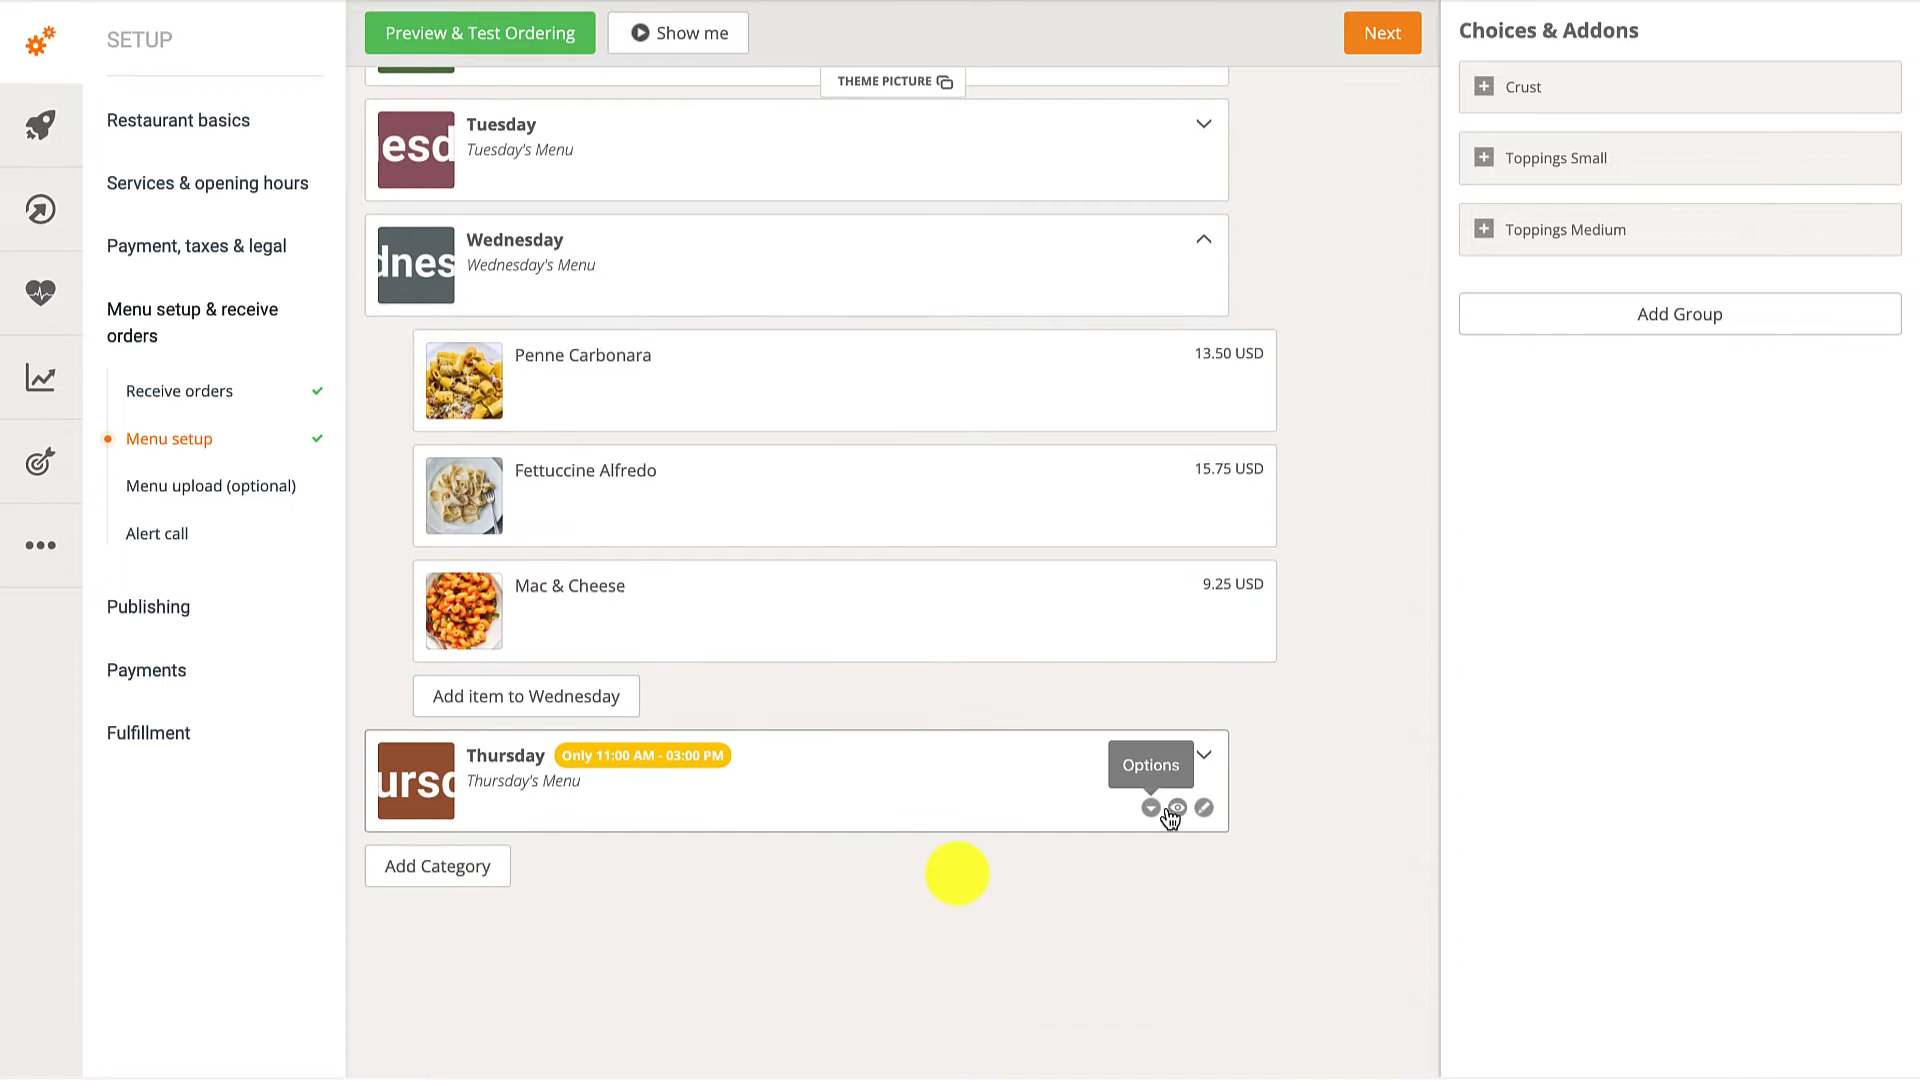 SETUP
Restaurant basics
Services & opening hours
Payment, taxes & legal
Menu setup & receive
orders
Receive orders
Menu setup
Menu upload (optional)
Alert call
Publishing
Payments
Fulfillment
Preview & Test Ordering
Show me
Next
THEME PICTURE
esd
Tuesday
Tuesday's Menu
dnes
Wednesday
Wednesday's Menu
Penne Carbonara
13.50 USD
Fettuccine Alfredo
15.75 USD
Mac & Cheese
9.25 USD
Add item to Wednesday
ursd
Thursday
Only 11:00 AM - 03:00 PM
Thursday's Menu
Options
Add Category
Choices & Addons
Crust
Toppings Small
Toppings Medium
Add Group